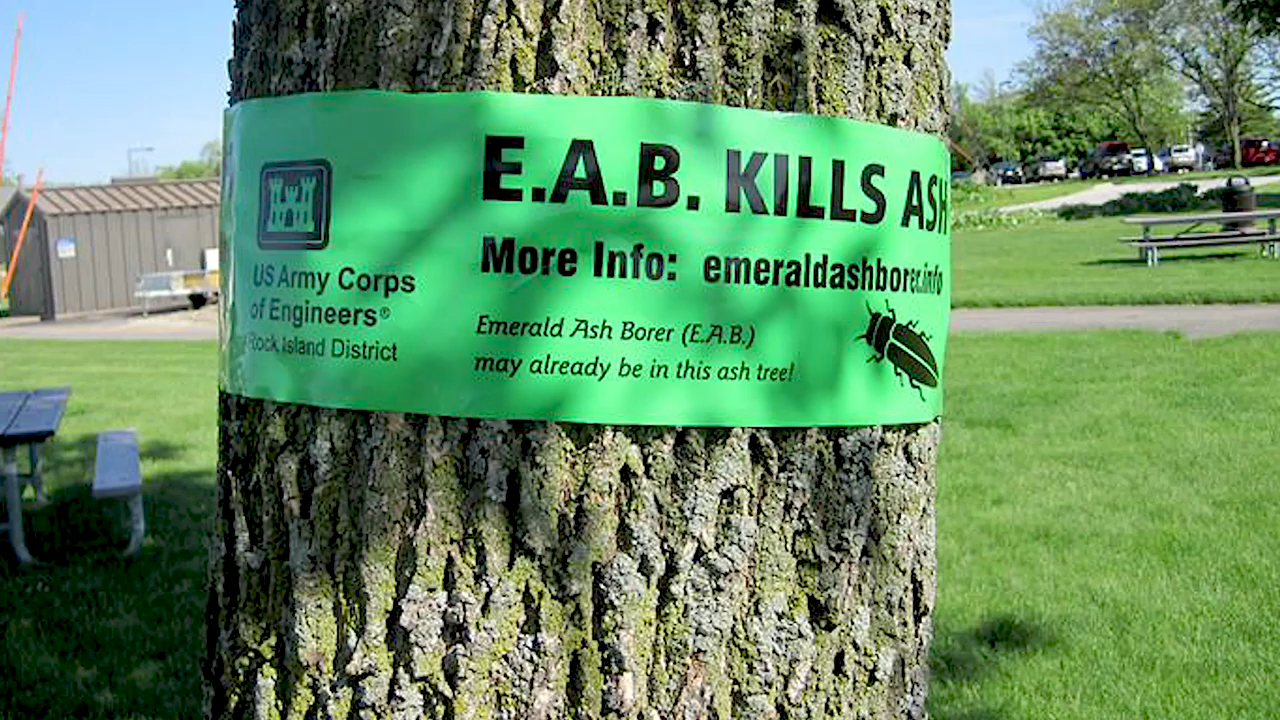 US Army Corps
of Engineers®
Rock Island District
E.A.B. KILLS ASH
More Info: emeraldashborer.info
Emerald Ash Borer (E.A.B.)
may already be in this ash tree!